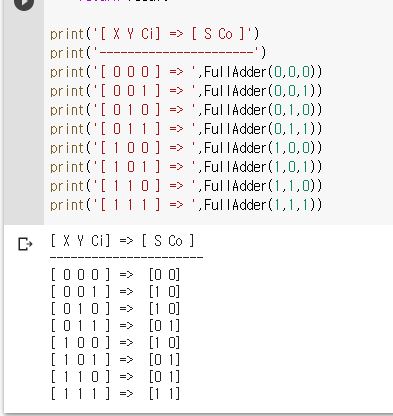 print('[ X Y Ci] => [ S Co ]')
print('----------------------')
print('[ 0 0 0 ] => ',FullAdder(0,0,0))
print('[ 0 0 1 ] => ',FullAdder(0,0,1))
print('[ 0 1 0 ] => ',FullAdder(0,1,0))
print('[ 0 1 1 ] => ',FullAdder(0,1,1))
print('[ 1 0 0 ] => ',FullAdder(1,0,0))
print('[ 1 0 1 ] => ',FullAdder(1,0,1))
print('[ 1 1 0 ] => ',FullAdder(1,1,0))
print('[ 1 1 1 ] => ',FullAdder(1,1,1))
[ X Y Ci] => [ S Co ]
----------------------
[ 0 0 0 ] =>  [0 0]
[ 0 0 1 ] =>  [1 0]
[ 0 1 0 ] =>  [1 0]
[ 0 1 1 ] =>  [0 1]
[ 1 0 0 ] =>  [1 0]
[ 1 0 1 ] =>  [0 1]
[ 1 1 0 ] =>  [0 1]
[ 1 1 1 ] =>  [1 1]